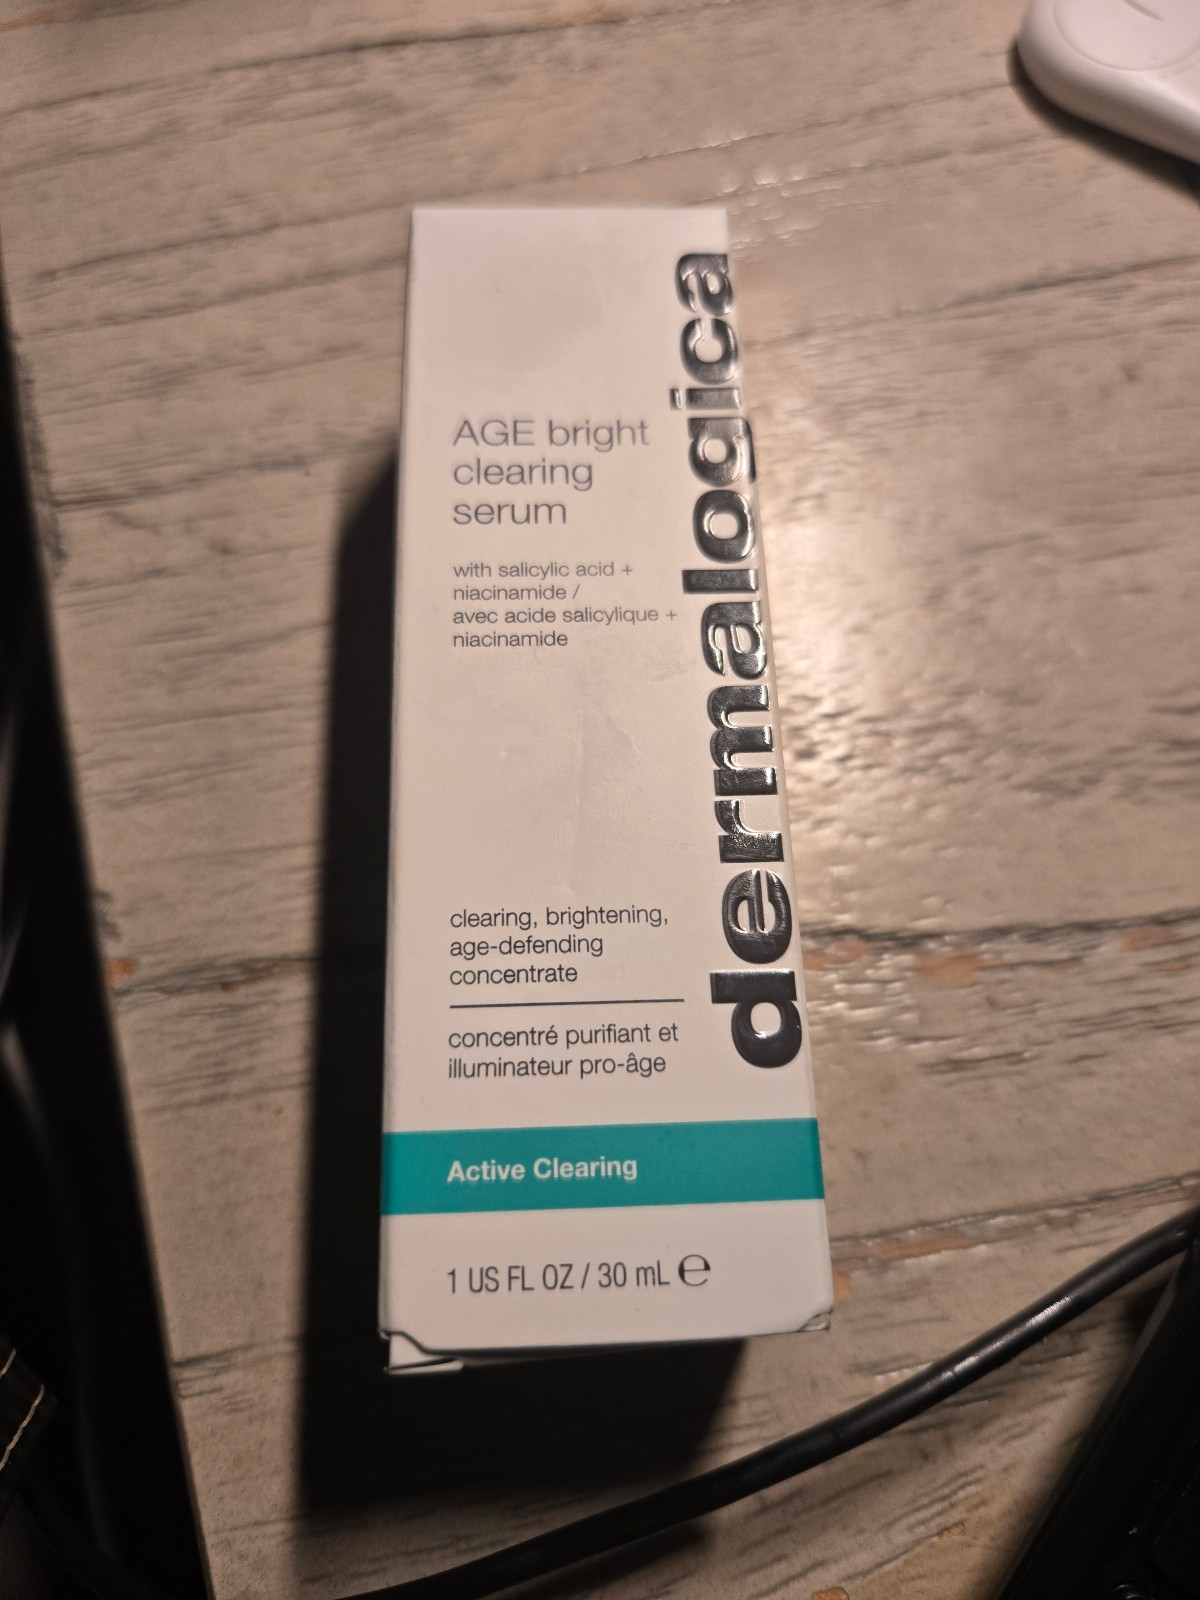 AGE bright
clearing
serum
with salicylic acid +
niacinamide /
avec acide salicylique +
niacinamide
dermalogica
clearing, brightening,
age-defending
concentrate
concentré purifiant et
illuminateur pro-âge
Active Clearing
1 US FL OZ / 30 mL ℮